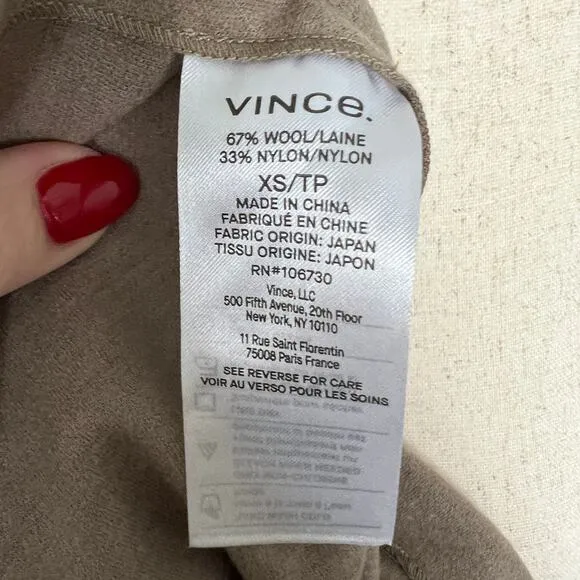 VINCE.
67% WOOL/LAINE
33% NYLON/NYLON
XS/TP
MADE IN CHINA
FABRIQUÉ EN CHINE
FABRIC ORIGIN: JAPAN
TISSU ORIGINE: JAPON
RN#106730
Vince, LLC
500 Fifth Avenue, 20th Floor
New York, NY 10110
11 Rue Saint Florentin
75008 Paris France
SEE REVERSE FOR CARE
VOIR AU VERSO POUR LES SOINS